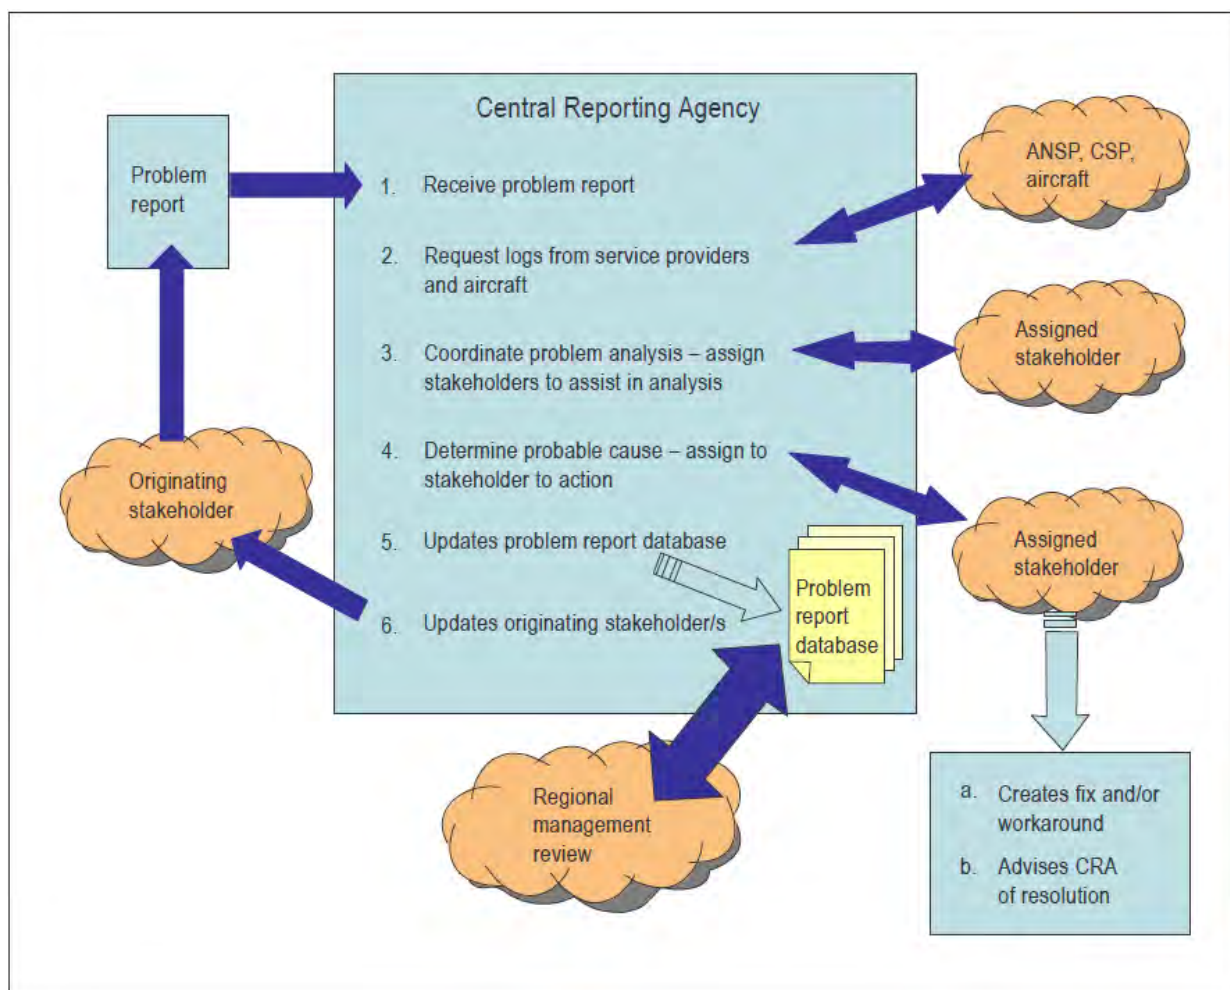 Central Reporting Agency
Problem
report
1. Receive problem report
2. Request logs from service providers
and aircraft
3. Coordinate problem analysis – assign
stakeholders to assist in analysis
4. Determine probable cause – assign to
stakeholder to action
5. Updates problem report database
6. Updates originating stakeholder/s
Problem
report
database
ANSP, CSP,
aircraft
Assigned
stakeholder
Assigned
stakeholder
Originating
stakeholder
Regional
management
review
a. Creates fix and/or
workaround
b. Advises CRA
of resolution